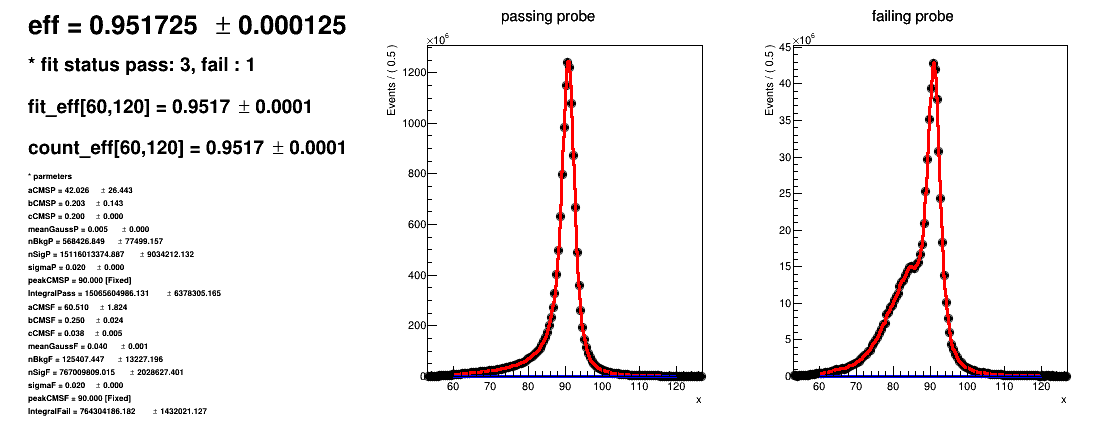 eff = 0.951725 ± 0.000125
* fit status pass: 3, fail : 1
fit_eff[60,120] = 0.9517 ± 0.0001
count_eff[60,120] = 0.9517 ± 0.0001
* parmeters
aCMSP = 42.026 ± 26.443
bCMSP = 0.203 ± 0.143
cCMSP = 0.200 ± 0.000
meanGaussP = 0.005 ± 0.000
nBkgP = 568426.849 ± 77499.157
nSigP = 15116013374.887 ± 9034212.132
sigmaP = 0.020 ± 0.000
peakCMSP = 90.000 [Fixed]
IntegralPass = 15065604986.131 ± 6378305.165
aCMSF = 60.510 ± 1.824
bCMSF = 0.250 ± 0.024
cCMSF = 0.038 ± 0.005
meanGaussF = 0.040 ± 0.001
nBkgF = 125407.447 ± 13227.196
nSigF = 767009809.015 ± 2028627.401
sigmaF = 0.020 ± 0.000
peakCMSF = 90.000 [Fixed]
IntegralFail = 764304186.182 ± 1432021.127
passing probe
×10⁶
Events / ( 0.5 )
1200
1000
800
600
400
200
0
60 70 80 90 100 110 120
x
failing probe
×10⁶
Events / ( 0.5 )
45
40
35
30
25
20
15
10
5
0
60 70 80 90 100 110 120
x